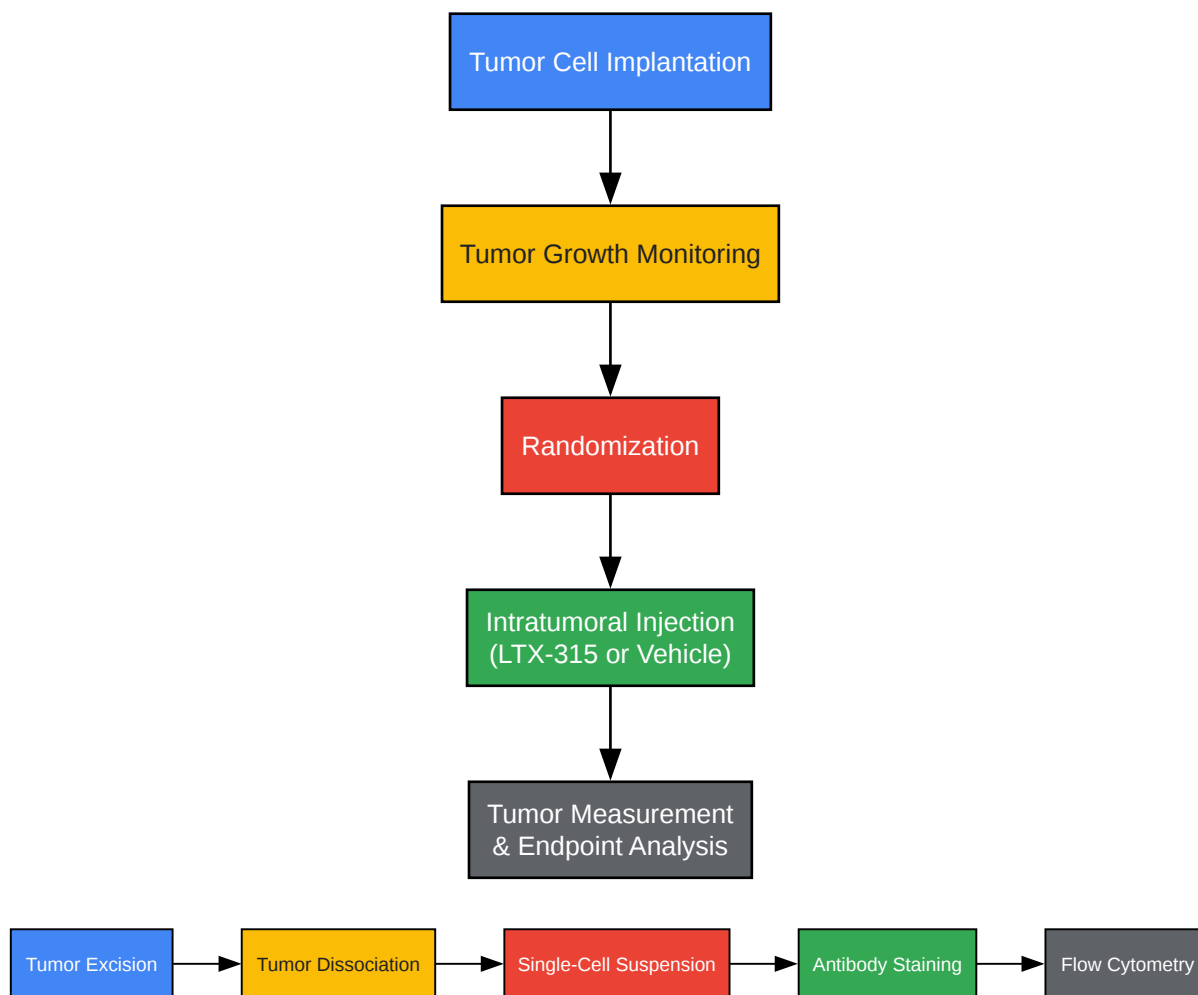 Tumor Cell Implantation
Tumor Growth Monitoring
Randomization
Intratumoral Injection
(LTX-315 or Vehicle)
Tumor Measurement
& Endpoint Analysis
Tumor Excision
Tumor Dissociation
Single-Cell Suspension
Antibody Staining
Flow Cytometry